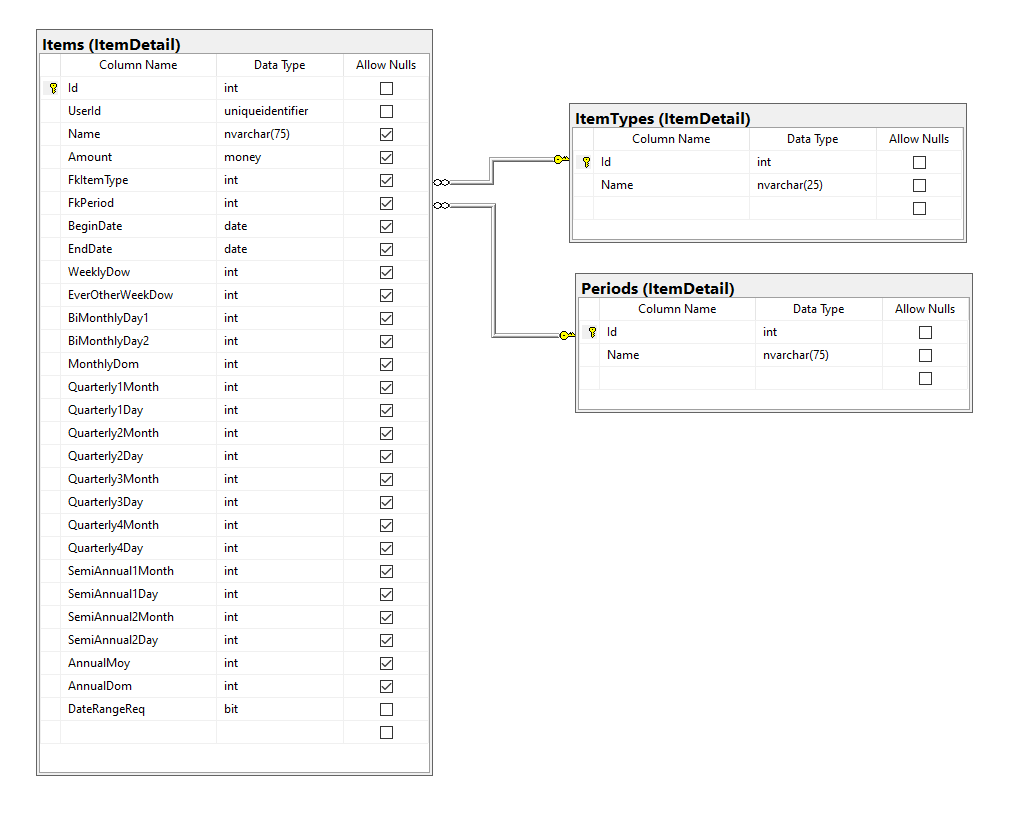 Items (ItemDetail)
Column Name Data Type Allow Nulls
Id int
UserId uniqueidentifier
Name nvarchar(75)
Amount money
FkItemType int
FkPeriod int
BeginDate date
EndDate date
WeeklyDow int
EverOtherWeekDow int
BiMonthlyDay1 int
BiMonthlyDay2 int
MonthlyDom int
Quarterly1Month int
Quarterly1Day int
Quarterly2Month int
Quarterly2Day int
Quarterly3Month int
Quarterly3Day int
Quarterly4Month int
Quarterly4Day int
SemiAnnual1Month int
SemiAnnual1Day int
SemiAnnual2Month int
SemiAnnual2Day int
AnnualMoy int
AnnualDom int
DateRangeReq bit
ItemTypes (ItemDetail)
Column Name Data Type Allow Nulls
Id int
Name nvarchar(25)
Periods (ItemDetail)
Column Name Data Type Allow Nulls
Id int
Name nvarchar(75)